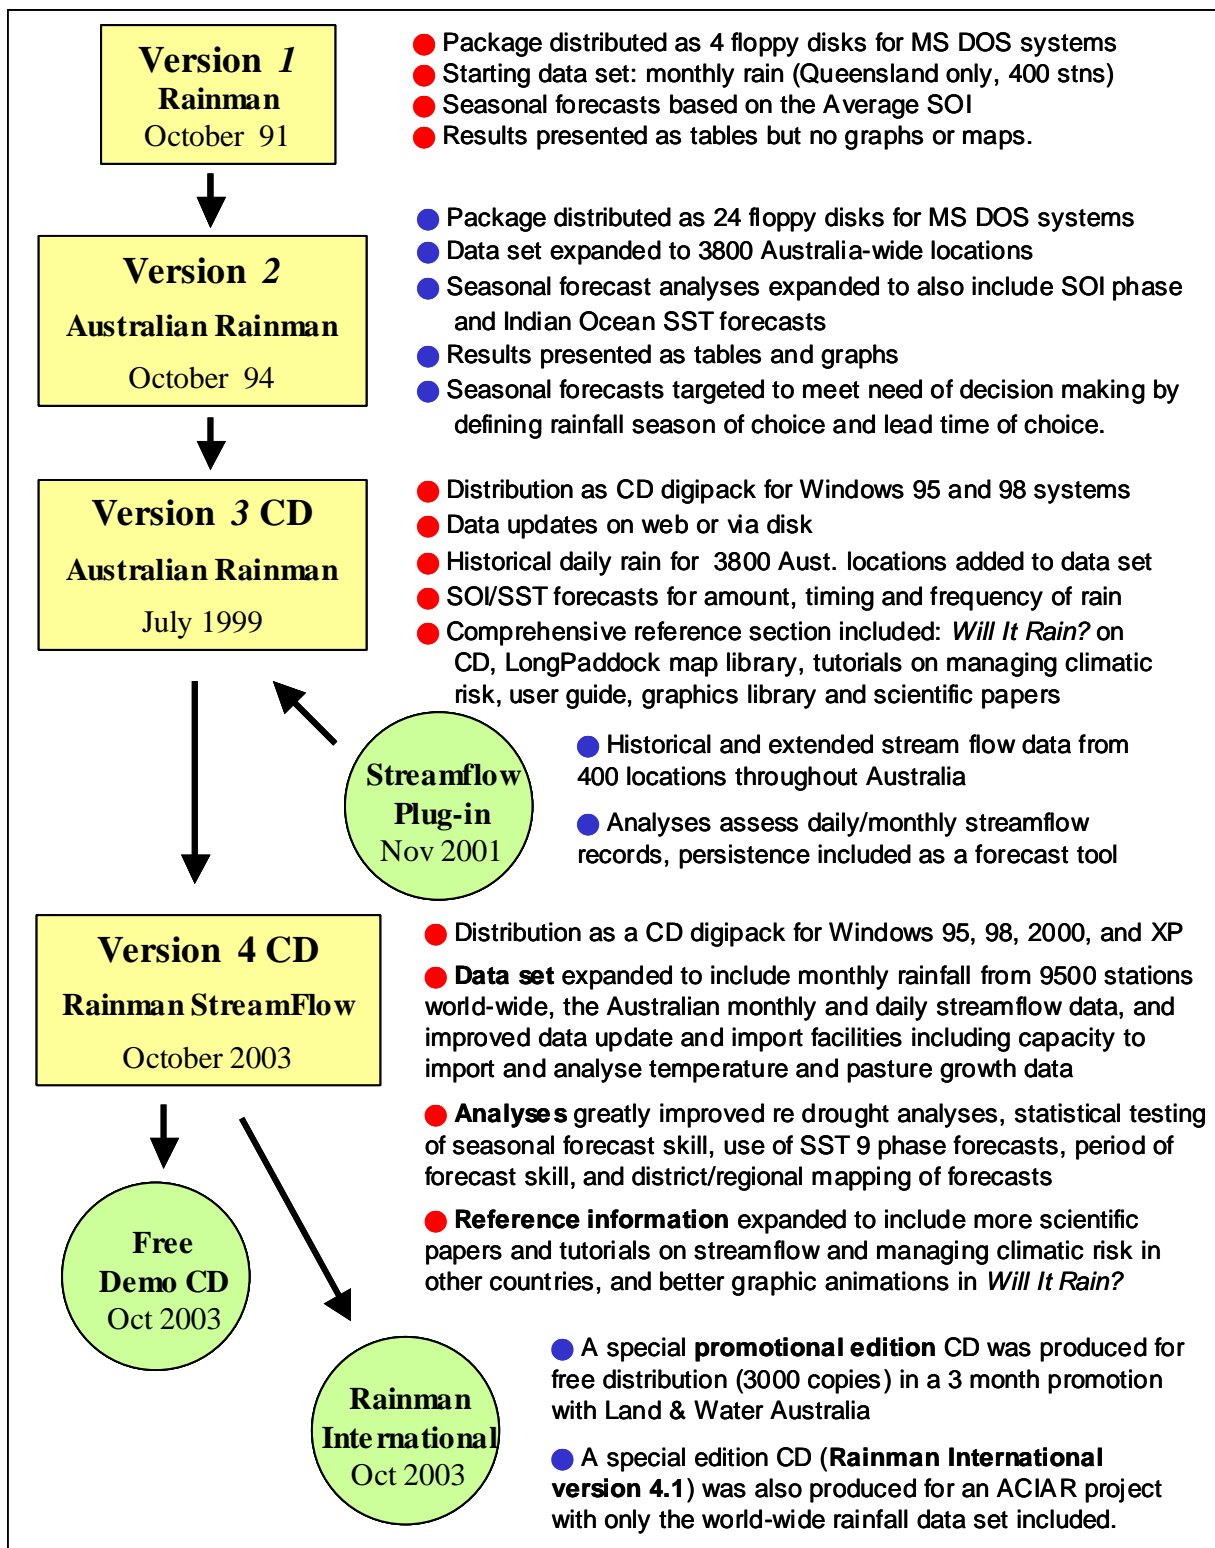 Version 1
Rainman
October 91
● Package distributed as 4 floppy disks for MS DOS systems
● Starting data set: monthly rain (Queensland only, 400 stns)
● Seasonal forecasts based on the Average SOI
● Results presented as tables but no graphs or maps.
Version 2
Australian Rainman
October 94
● Package distributed as 24 floppy disks for MS DOS systems
● Data set expanded to 3800 Australia-wide locations
● Seasonal forecast analyses expanded to also include SOI phase
and Indian Ocean SST forecasts
● Results presented as tables and graphs
● Seasonal forecasts targeted to meet need of decision making by
defining rainfall season of choice and lead time of choice.
Version 3 CD
Australian Rainman
July 1999
● Distribution as CD digipack for Windows 95 and 98 systems
● Data updates on web or via disk
● Historical daily rain for 3800 Aust. locations added to data set
● SOI/SST forecasts for amount, timing and frequency of rain
● Comprehensive reference section included: Will It Rain? on
CD, LongPaddock map library, tutorials on managing climatic
risk, user guide, graphics library and scientific papers
Streamflow
Plug-in
Nov 2001
● Historical and extended stream flow data from
400 locations throughout Australia
● Analyses assess daily/monthly streamflow
records, persistence included as a forecast tool
Version 4 CD
Rainman StreamFlow
October 2003
● Distribution as a CD digipack for Windows 95, 98, 2000, and XP
● Data set expanded to include monthly rainfall from 9500 stations
world-wide, the Australian monthly and daily streamflow data, and
improved data update and import facilities including capacity to
import and analyse temperature and pasture growth data
● Analyses greatly improved re drought analyses, statistical testing
of seasonal forecast skill, use of SST 9 phase forecasts, period of
forecast skill, and district/regional mapping of forecasts
● Reference information expanded to include more scientific
papers and tutorials on streamflow and managing climatic risk in
other countries, and better graphic animations in Will It Rain?
Free
Demo CD
Oct 2003
Rainman
International
Oct 2003
● A special promotional edition CD was produced for
free distribution (3000 copies) in a 3 month promotion
with Land & Water Australia
● A special edition CD (Rainman International
version 4.1) was also produced for an ACIAR project
with only the world-wide rainfall data set included.